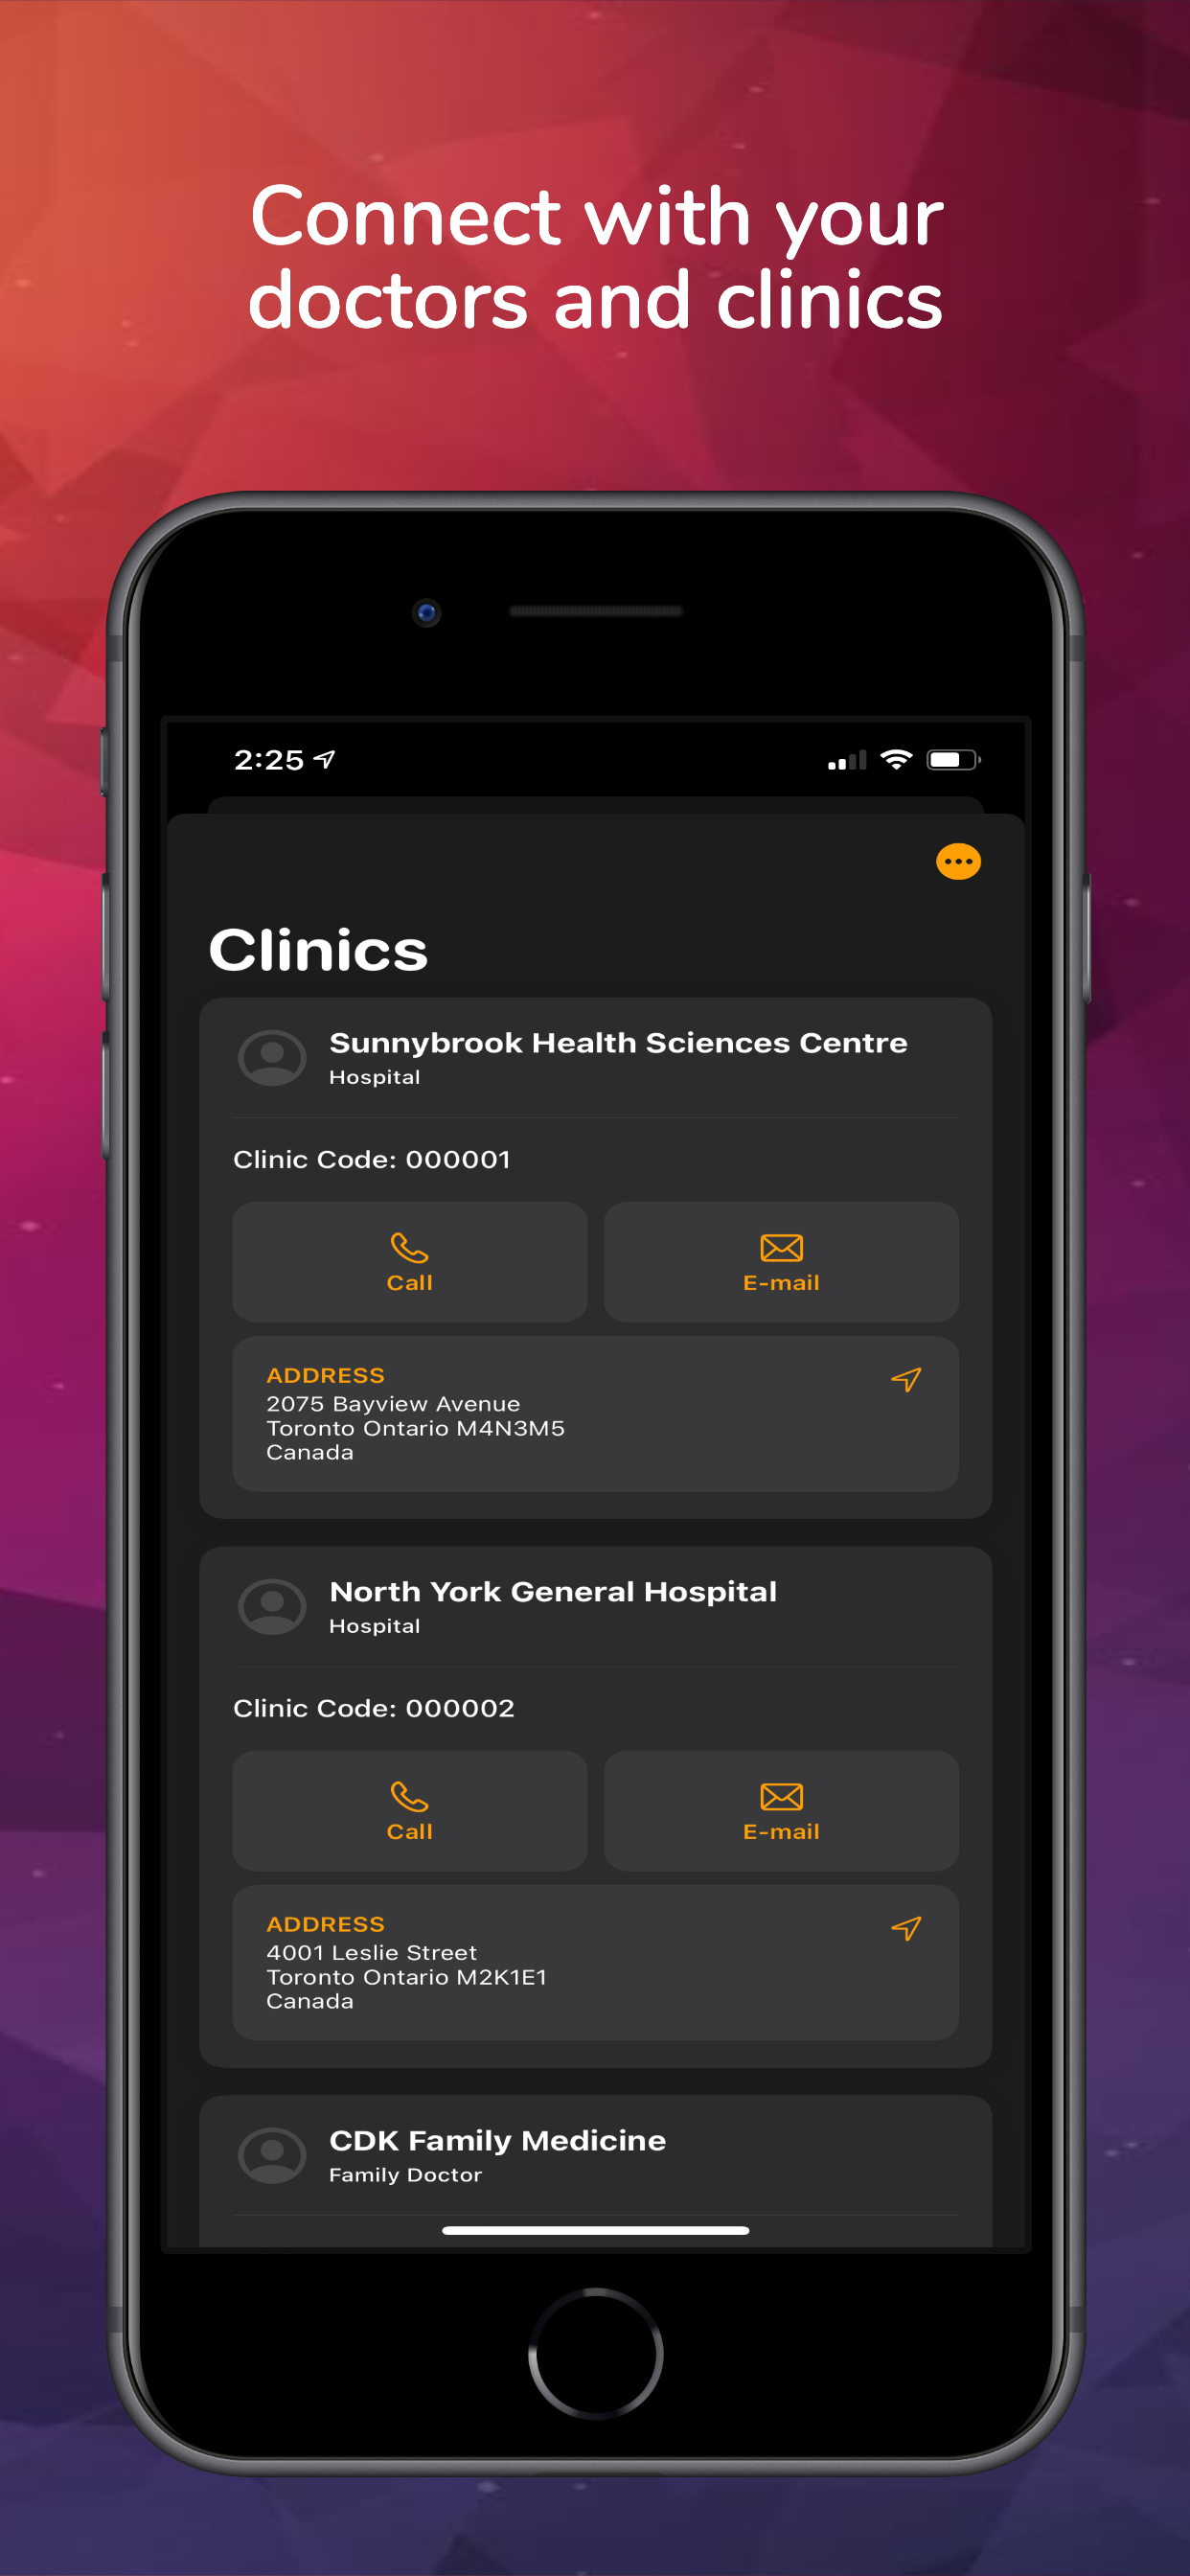 Connect with your
doctors and clinics
2:25
Clinics
Sunnybrook Health Sciences Centre
Hospital
Clinic Code: 000001
Call
E-mail
ADDRESS
2075 Bayview Avenue
Toronto Ontario M4N3M5
Canada
North York General Hospital
Hospital
Clinic Code: 000002
Call
E-mail
ADDRESS
4001 Leslie Street
Toronto Ontario M2K1E1
Canada
CDK Family Medicine
Family Doctor